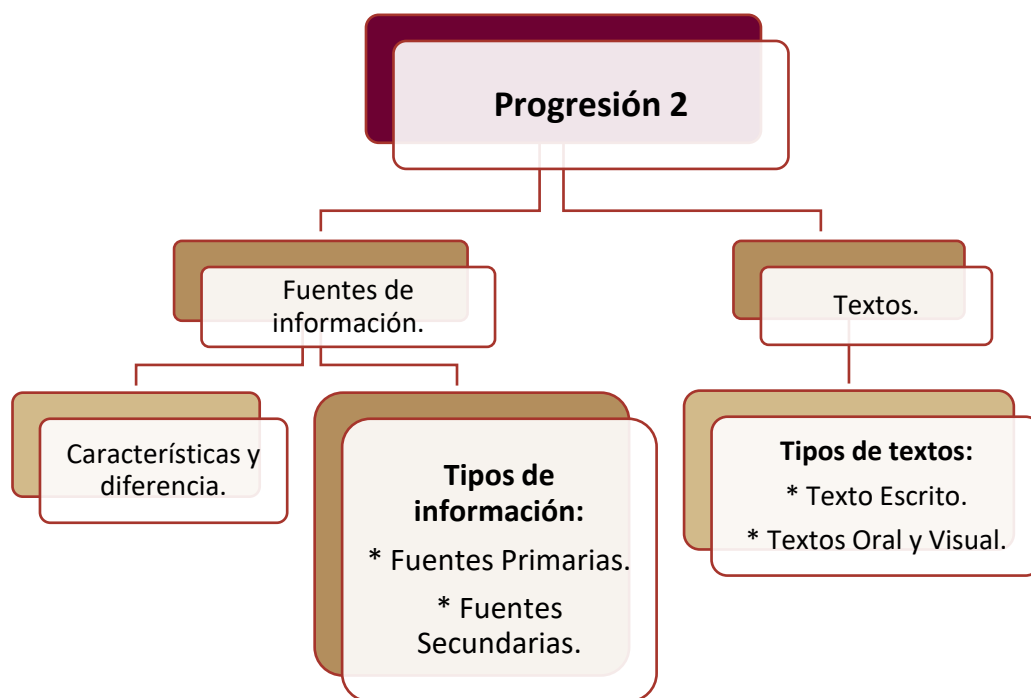 Progresión 2
Fuentes de
información.
Textos.
Características y
diferencia.
Tipos de
información:
* Fuentes Primarias.
* Fuentes
Secundarias.
Tipos de textos:
* Texto Escrito.
* Textos Oral y Visual.